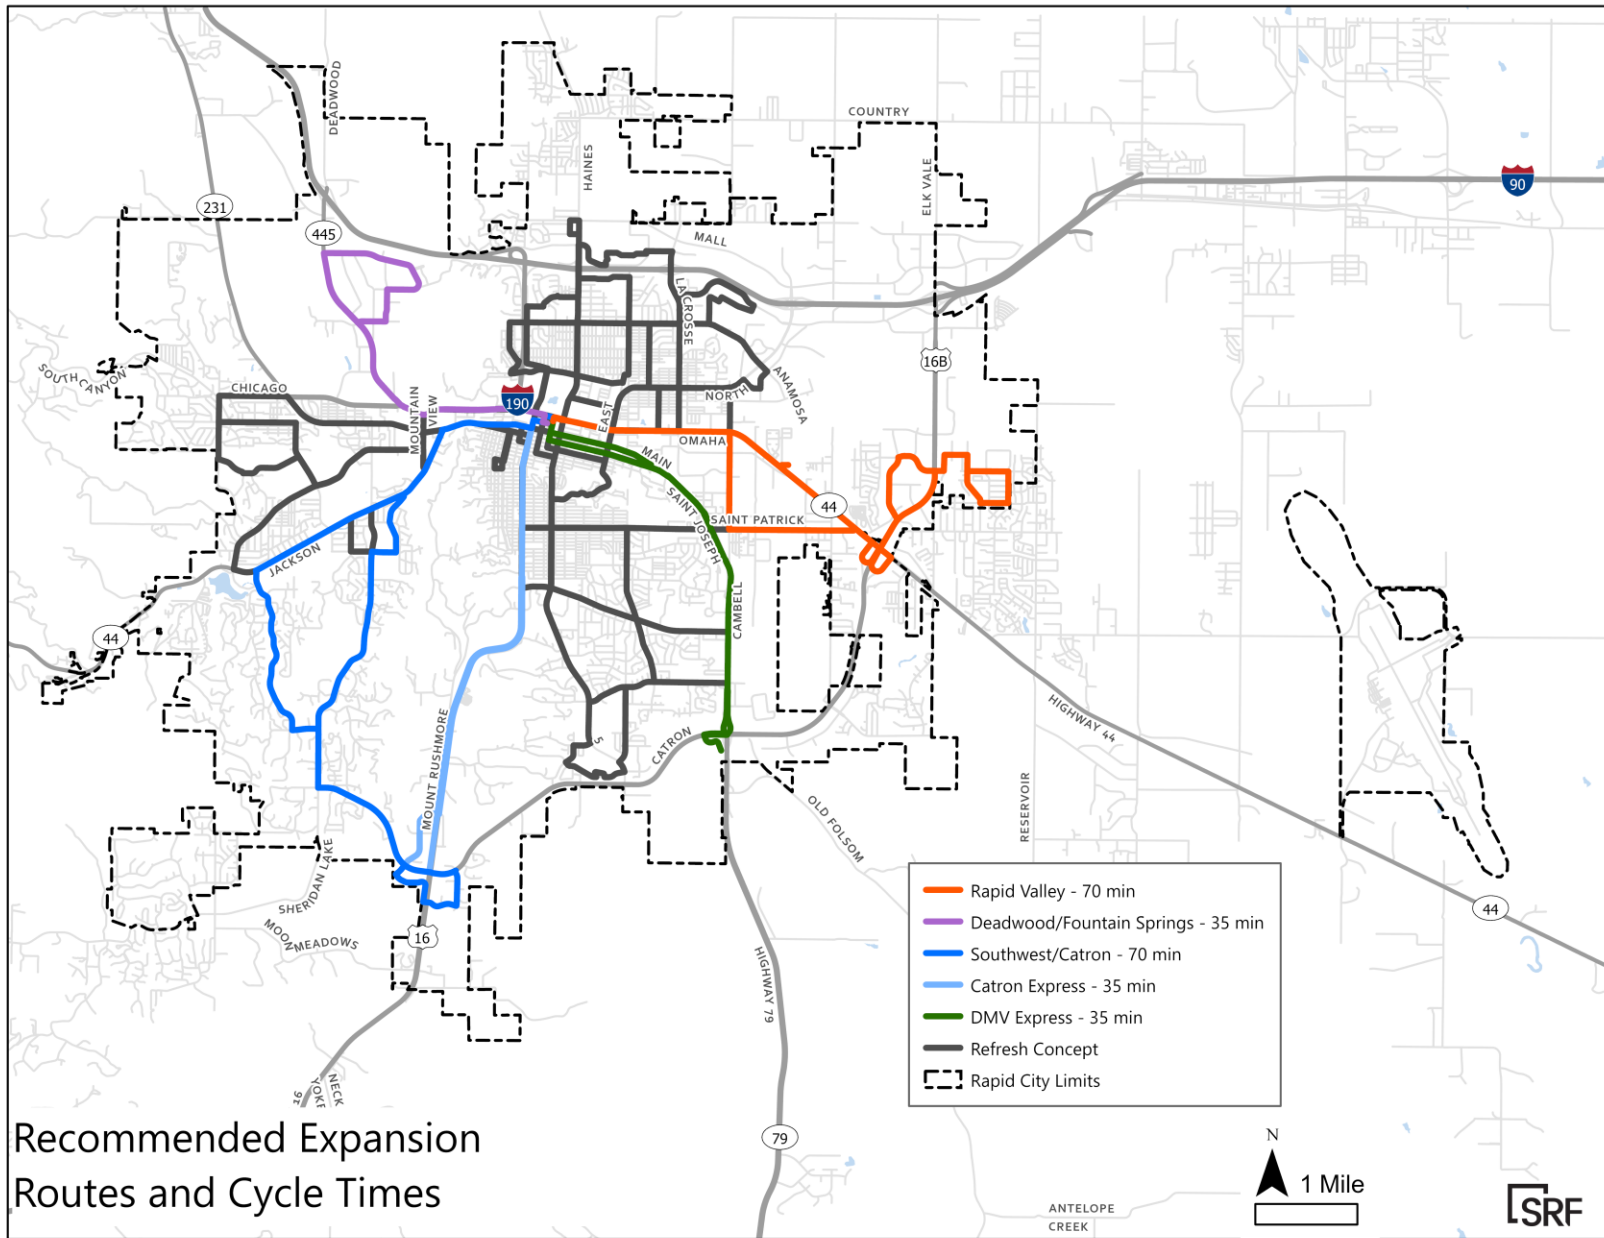 DEADWOOD
COUNTRY
HAINES
ELK VALE
90
231
445
MALL
LACROSSE
16B
SOUTH CANYON
CHICAGO
MOUNTAIN
VIEW
190
EAST
NORTH
ANAMOSA
OMAHA
MAIN
SAINT JOSEPH
SAINT PATRICK
44
JACKSON
CAMBELL
44
MOUNT RUSHMORE
5
CATRON
HIGHWAY 44
OLD FOLSOM
RESERVOIR
SHERIDAN LAKE
MOON
MEADOWS
16
HIGHWAY 79
44
16
YOKE
NECK
79
Rapid Valley - 70 min
Deadwood/Fountain Springs - 35 min
Southwest/Catron - 70 min
Catron Express - 35 min
DMV Express - 35 min
Refresh Concept
Rapid City Limits
Recommended Expansion
Routes and Cycle Times
N
1 Mile
ANTELOPE
CREEK
SRF